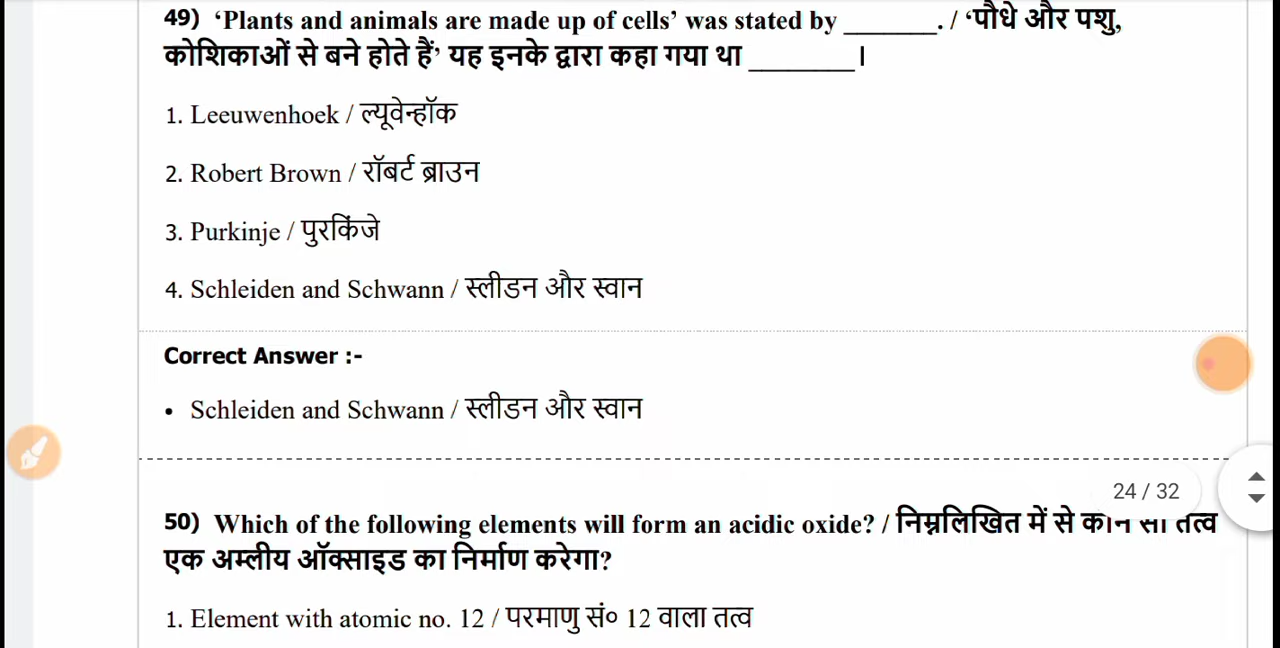 49) ‘Plants and animals are made up of cells’ was stated by _______. / ‘पौधे और पशु,
कोशिकाओं से बने होते हैं’ यह इनके द्वारा कहा गया था ________।
1. Leeuwenhoek / ल्यूवेन्हॉक
2. Robert Brown / रॉबर्ट ब्राउन
3. Purkinje / पुरकिंजे
4. Schleiden and Schwann / स्लीडन और स्वान
Correct Answer :-
• Schleiden and Schwann / स्लीडन और स्वान
24 / 32
50) Which of the following elements will form an acidic oxide? / निम्नलिखित में से कौन सा तत्व
एक अम्लीय ऑक्साइड का निर्माण करेगा?
1. Element with atomic no. 12 / परमाणु सं० 12 वाला तत्व